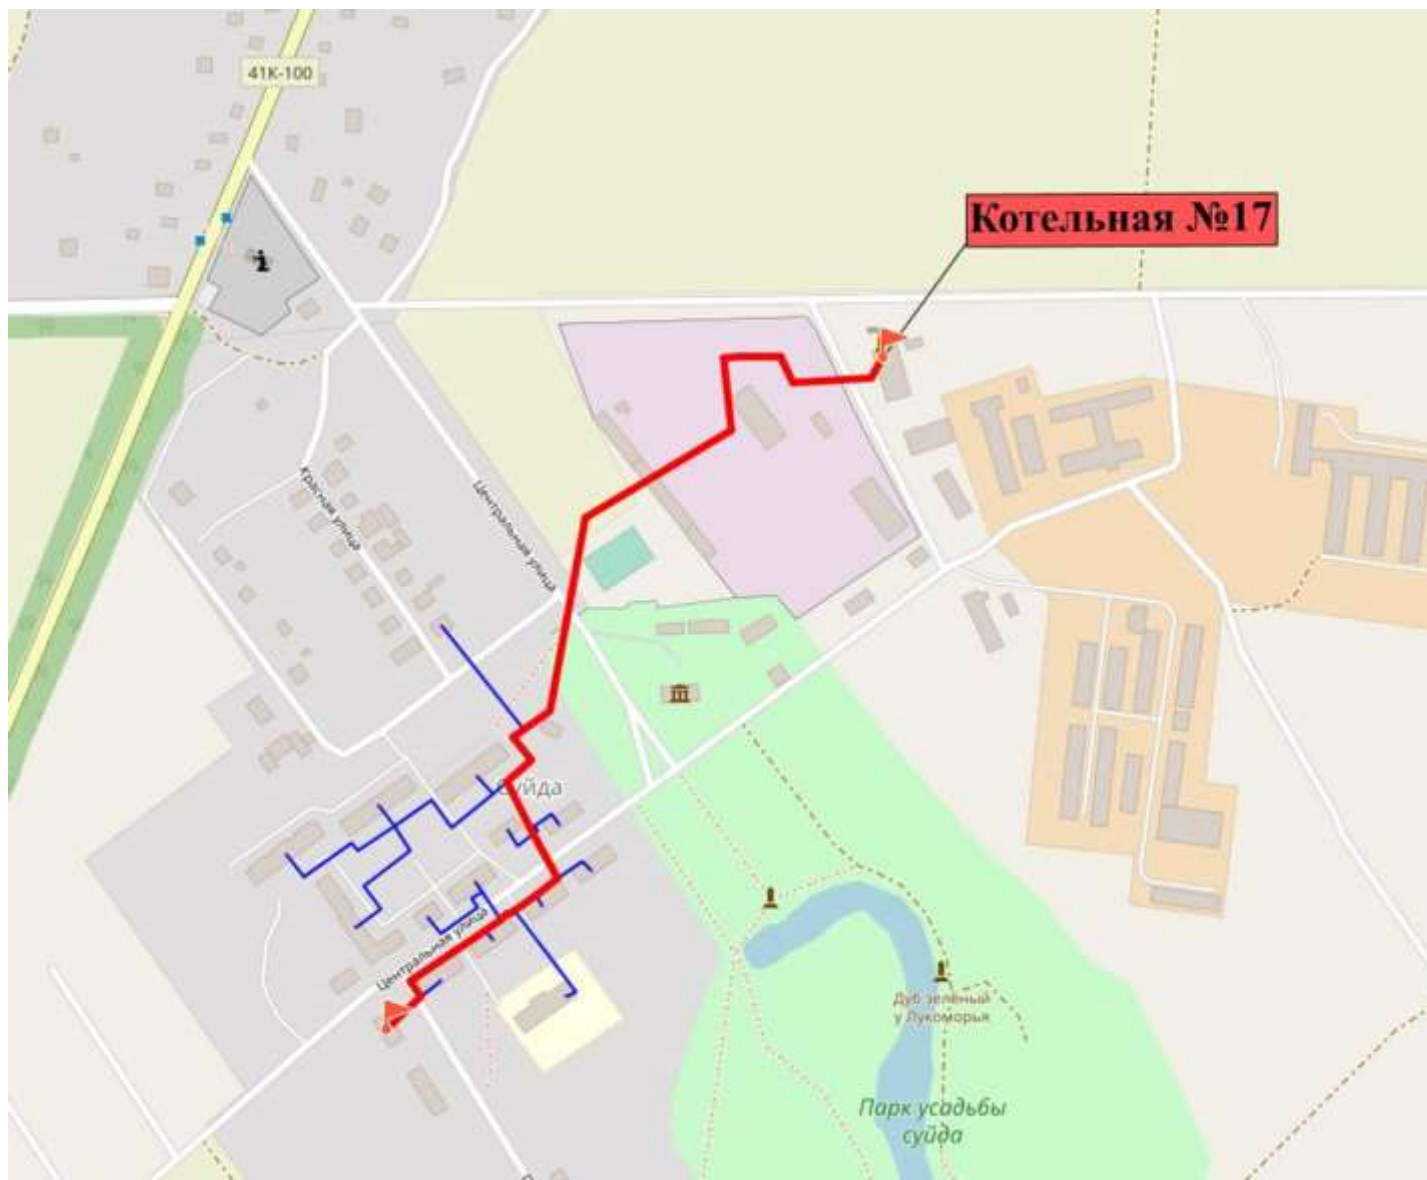 41К-100
Котельная №17
Красная улица
Центральная улица
Суйда
Центральная улица
Дуб зелёный
у Лукоморья
Парк усадьбы
суйда